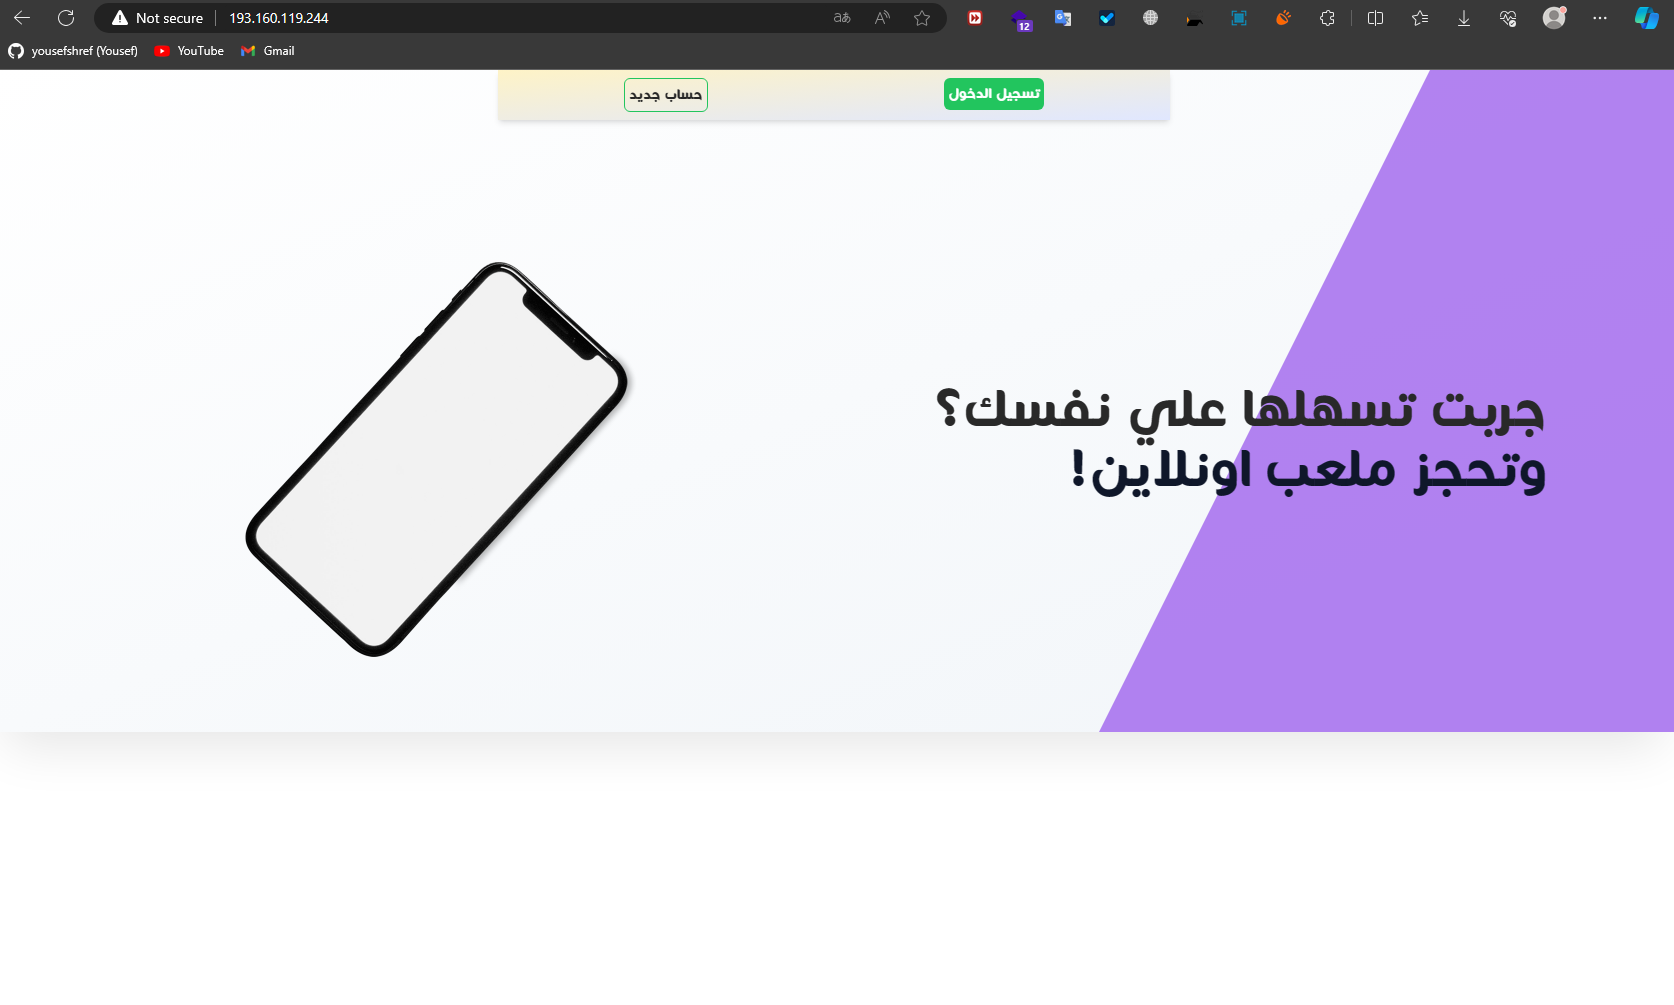 Not secure
193.160.119.244
12
yousefshref (Yousef)
YouTube
Gmail
تسجيل الدخول
حساب جديد
جربت تسهلها علي نفسك؟
وتحجز ملعب اونلاين!